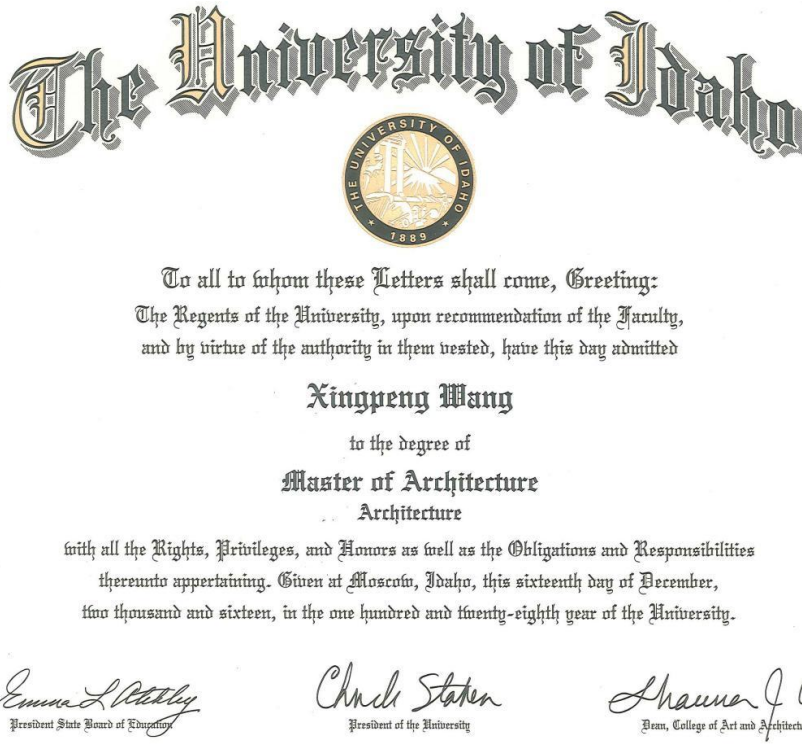 The University of Idaho
THE UNIVERSITY OF IDAHO
1889
To all to whom these Letters shall come, Greeting:
The Regents of the University, upon recommendation of the Faculty,
and by virtue of the authority in them vested, have this day admitted
Xingpeng Wang
to the degree of
Master of Architecture
Architecture
with all the Rights, Privileges, and Honors as well as the Obligations and Responsibilities
thereunto appertaining. Given at Moscow, Idaho, this sixteenth day of December,
two thousand and sixteen, in the one hundred and twenty-eighth year of the University.
Emma L Chuck Staben Shauna J
President State Board of Education President of the University Dean, College of Art and